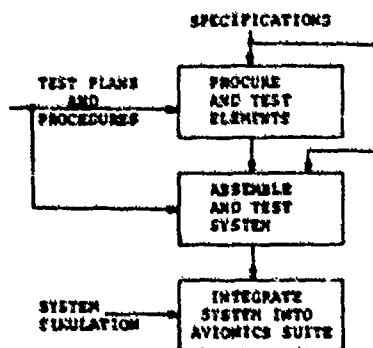 SPECIFICATIONS
TEST PLANS
AND
PROCEDURES
PROCURE
AND TEST
ELEMENTS
ASSEMBLE
AND TEST
SYSTEM
SYSTEM
SIMULATION
INTEGRATE
SYSTEM INTO
AVIONICS SUITE